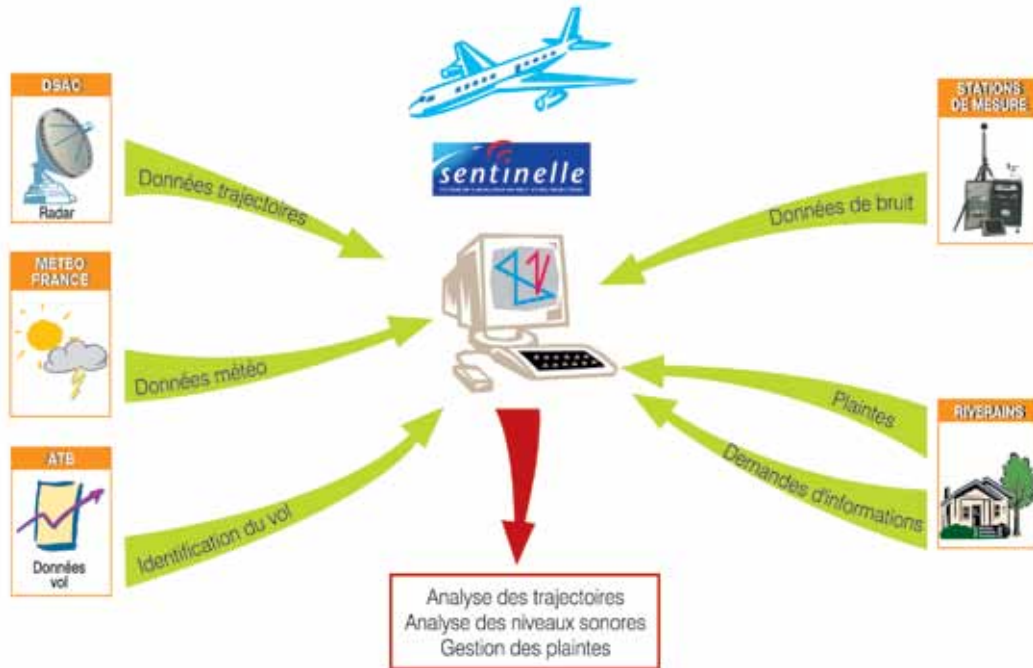 DSAC
Radar
Données trajectoires
sentinelle
STATIONS
DE MESURE
Données de bruit
MÉTÉO
FRANCE
Données météo
Plaintes
RIVERAINS
Demandes d'informations
ATB
Données
vol
Identification du vol
Analyse des trajectoires
Analyse des niveaux sonores
Gestion des plaintes